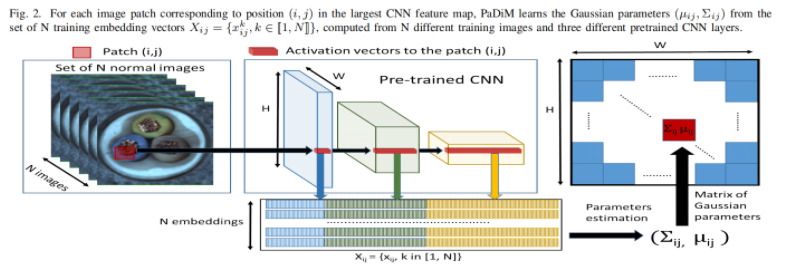 Fig. 2. For each image patch corresponding to position (i, j) in the largest CNN feature map, PaDiM learns the Gaussian parameters (μij, Σij) from the
set of N training embedding vectors Xij = {xᵏij, k ∈ [1, N]}, computed from N different training images and three different pretrained CNN layers.
Patch (i,j)
Activation vectors to the patch (i,j)
Set of N normal images
N images
W
H
Pre-trained CNN
W
H
Σij μij
N embeddings
Xij = {xij, k in [1, N]}
Parameters
estimation
Matrix of
Gaussian
parameters
(Σij, μij )